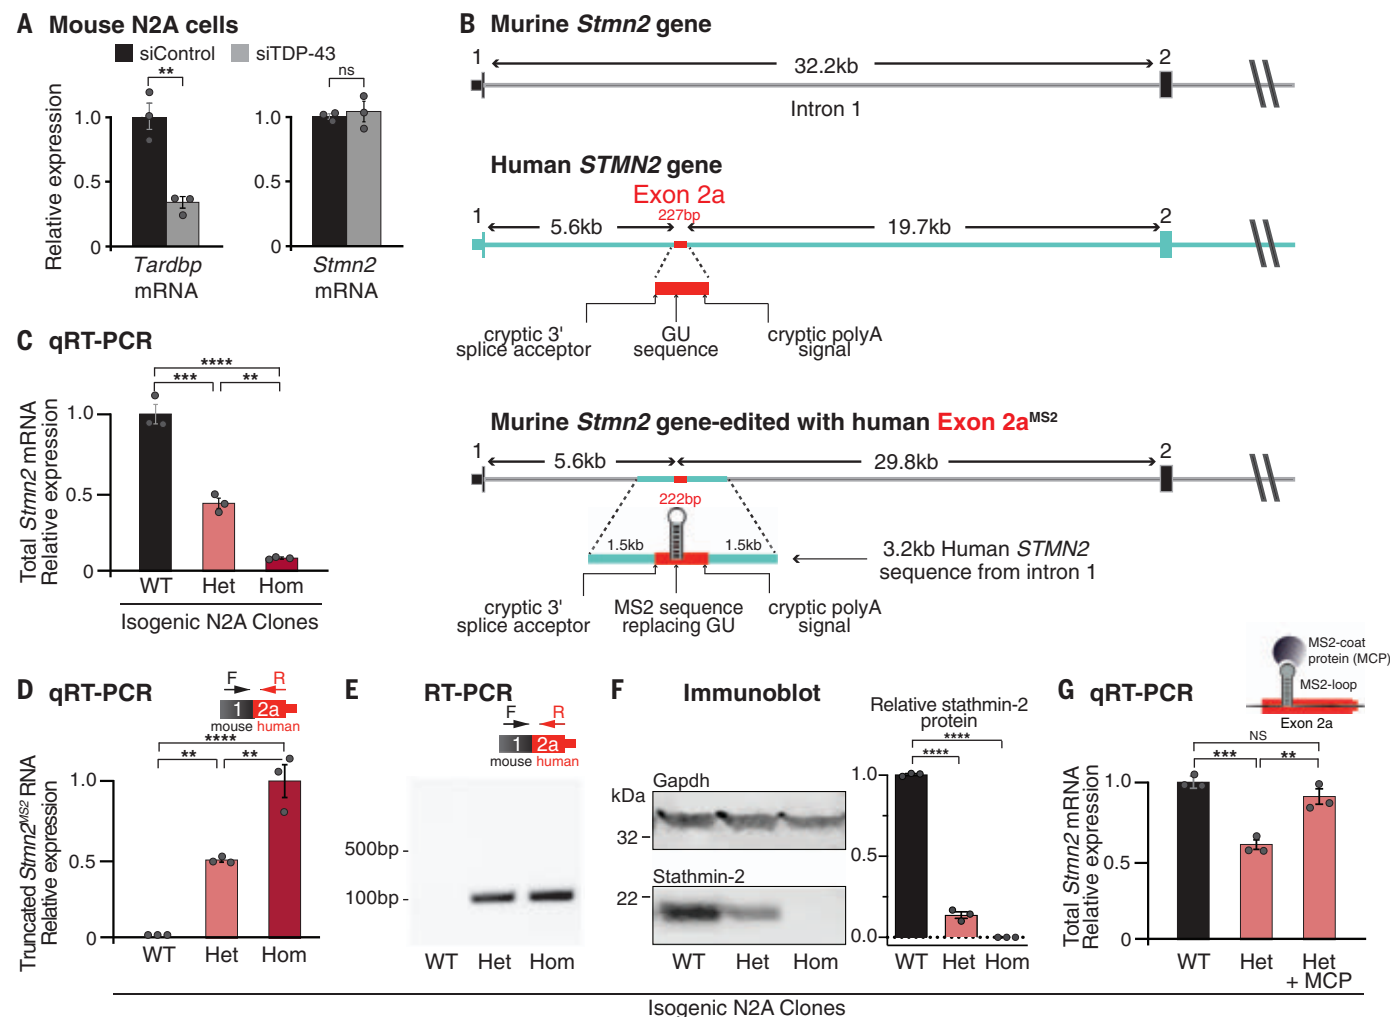 A Mouse N2A cells
siControl siTDP-43
** ns
Relative expression
1.0
0.5
0
1.0
0.5
0
Tardbp mRNA
Stmn2 mRNA
B Murine Stmn2 gene
1 32.2kb 2
Intron 1
Human STMN2 gene
Exon 2a
1 5.6kb 227bp 19.7kb 2
cryptic 3' splice acceptor
GU sequence
cryptic polyA signal
Murine Stmn2 gene-edited with human Exon 2aMS2
1 5.6kb 29.8kb 2
222bp
1.5kb 1.5kb
3.2kb Human STMN2
sequence from intron 1
cryptic 3' splice acceptor
MS2 sequence replacing GU
cryptic polyA signal
C qRT-PCR
****
*** **
Total Stmn2 mRNA
Relative expression
1.0
0.5
0
WT Het Hom
Isogenic N2A Clones
D qRT-PCR
F R
1 2a
mouse human
****
** **
Truncated Stmn2MS2 RNA
Relative expression
1.0
0.5
0
WT Het Hom
E RT-PCR
F R
1 2a
mouse human
500bp
100bp
WT Het Hom
F Immunoblot
kDa
Gapdh
32
Stathmin-2
22
WT Het Hom
Relative stathmin-2
protein
****
****
1.0
0.5
0.0
WT Het Hom
G qRT-PCR
MS2-coat
protein (MCP)
MS2-loop
Exon 2a
NS
*** **
Total Stmn2 mRNA
Relative expression
1.0
0.5
0
WT Het Het
+ MCP
Isogenic N2A Clones